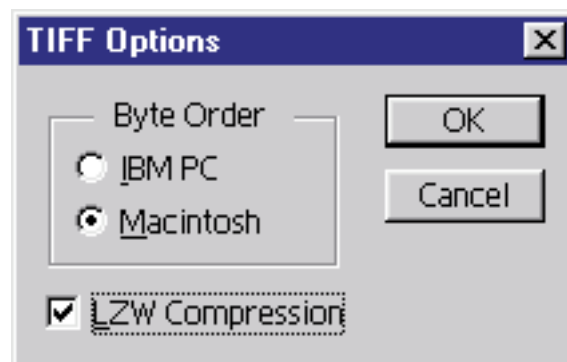 TIFF Options
Byte Order
IBM PC
Macintosh
LZW Compression
OK
Cancel